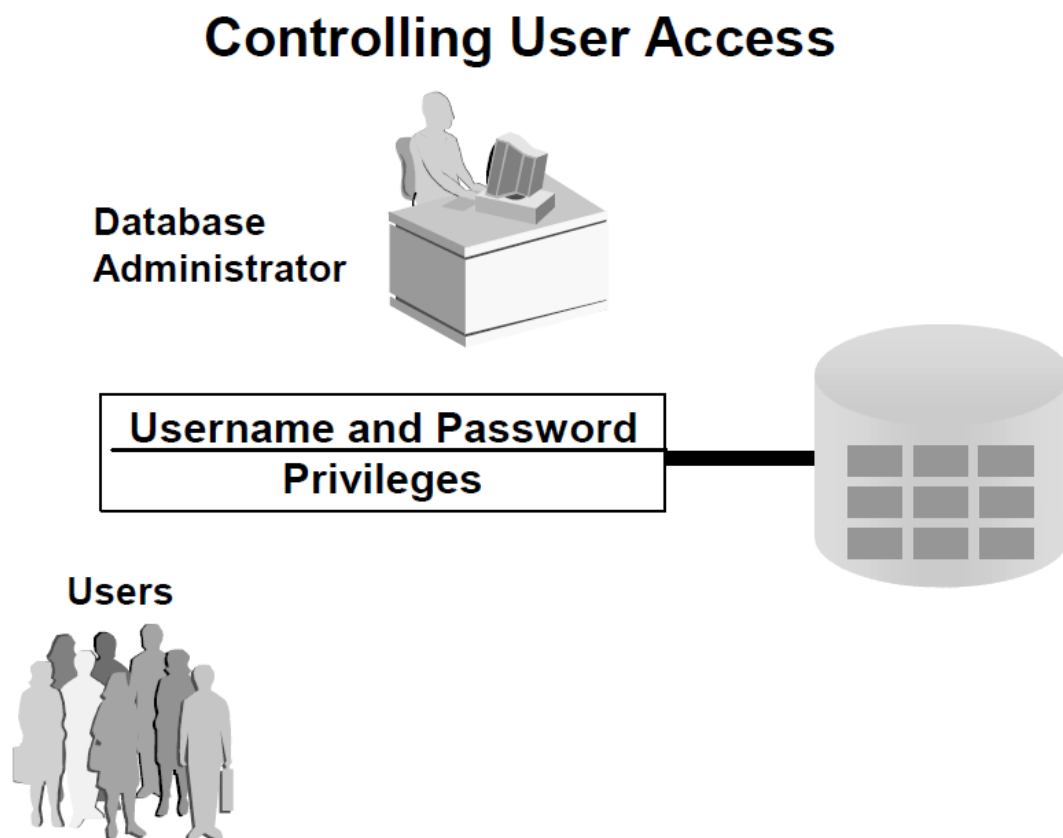 Controlling User Access
Database
Administrator
Username and Password
Privileges
Users